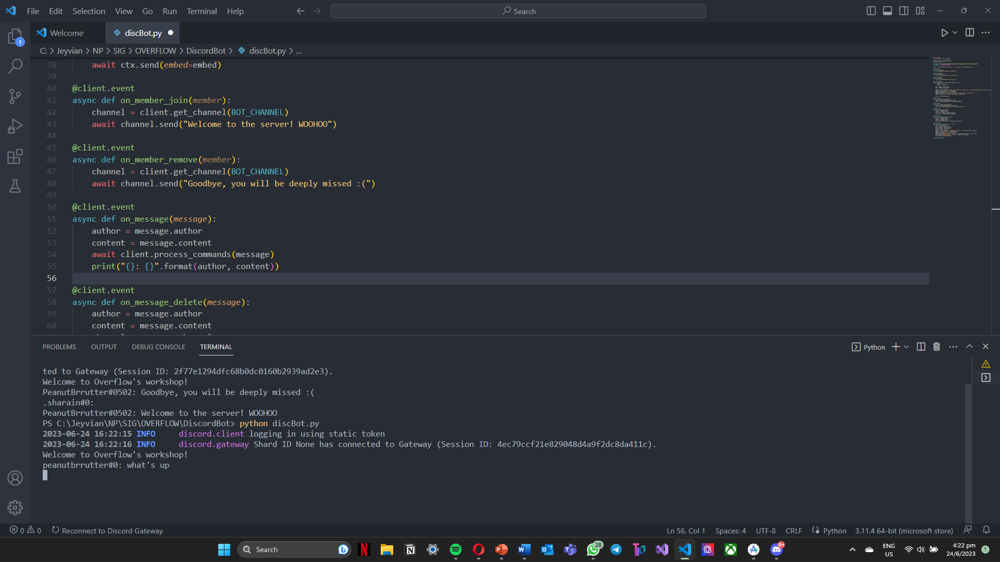 File Edit Selection View Go Run Terminal Help
Search
Welcome
discBot.py
C: > Jeyvian > NP > SIG > OVERFLOW > DiscordBot > discBot.py > ...
38 await ctx.send(embed=embed)
39
40 @client.event
41 async def on_member_join(member):
42 channel = client.get_channel(BOT_CHANNEL)
43 await channel.send("Welcome to the server! WOOHOO")
44
45 @client.event
46 async def on_member_remove(member):
47 channel = client.get_channel(BOT_CHANNEL)
48 await channel.send("Goodbye, you will be deeply missed :(")
49
50 @client.event
51 async def on_message(message):
52 author = message.author
53 content = message.content
54 await client.process_commands(message)
55 print("{}: {}".format(author, content))
56
57 @client.event
58 async def on_message_delete(message):
59 author = message.author
60 content = message.content
PROBLEMS OUTPUT DEBUG CONSOLE TERMINAL
Python
ted to Gateway (Session ID: 2f77e1294dfc68b0dc0160b2939ad2e3).
Welcome to Overflow's workshop!
PeanutBrrutter#0502: Goodbye, you will be deeply missed :(
.sharain#0:
PeanutBrrutter#0502: Welcome to the server! WOOHOO
PS C:\Jeyvian\NP\SIG\OVERFLOW\DiscordBot> python discBot.py
2023-06-24 16:22:15 INFO discord.client logging in using static token
2023-06-24 16:22:16 INFO discord.gateway Shard ID None has connected to Gateway (Session ID: 4ec79ccf21e829048d4a9f2dc8da411c).
Welcome to Overflow's workshop!
peanutbrrutter#0: what's up
0 0 Reconnect to Discord Gateway
Ln 56, Col 1 Spaces: 4 UTF-8 CRLF Python 3.11.4 64-bit (microsoft store)
Search
28
9+
ENG
US
4:22 pm
24/6/2023
1